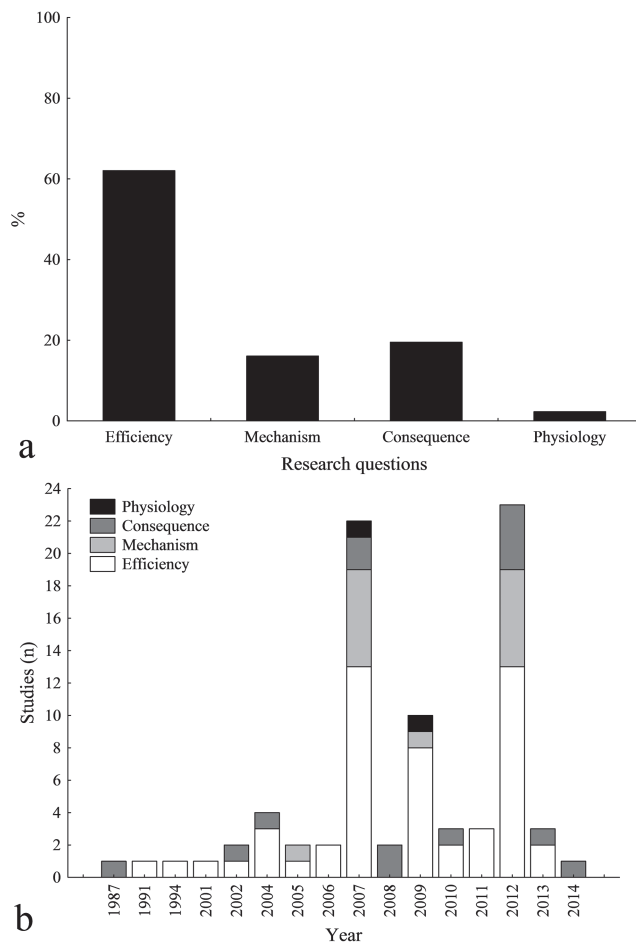 100
80
60
%
40
20
0
Efficiency Mechanism Consequence Physiology
a
Research questions
24
22
20
18
16
14
12
10
8
6
4
2
0
Studies (n)
Physiology
Consequence
Mechanism
Efficiency
1987 1991 1994 2001 2002 2004 2005 2006 2007 2008 2009 2010 2011 2012 2013 2014
b
Year